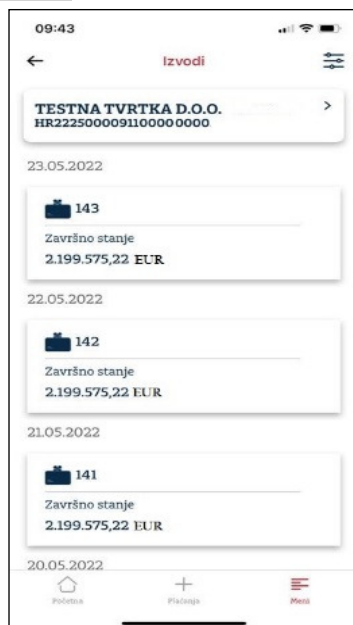 09:43
Izvodi
TESTNA TVRTKA D.O.O.
HR2225000091100000000
23.05.2022
143
Završno stanje
2.199.575,22 EUR
22.05.2022
142
Završno stanje
2.199.575,22 EUR
21.05.2022
141
Završno stanje
2.199.575,22 EUR
20.05.2022
Početna
Plaćanja
Meni